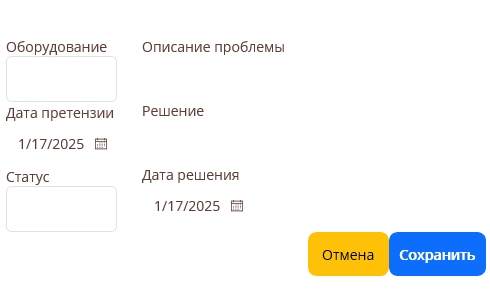 Оборудование
Описание проблемы
Дата претензии
Решение
1/17/2025
Статус
Дата решения
1/17/2025
Отмена
Сохранить